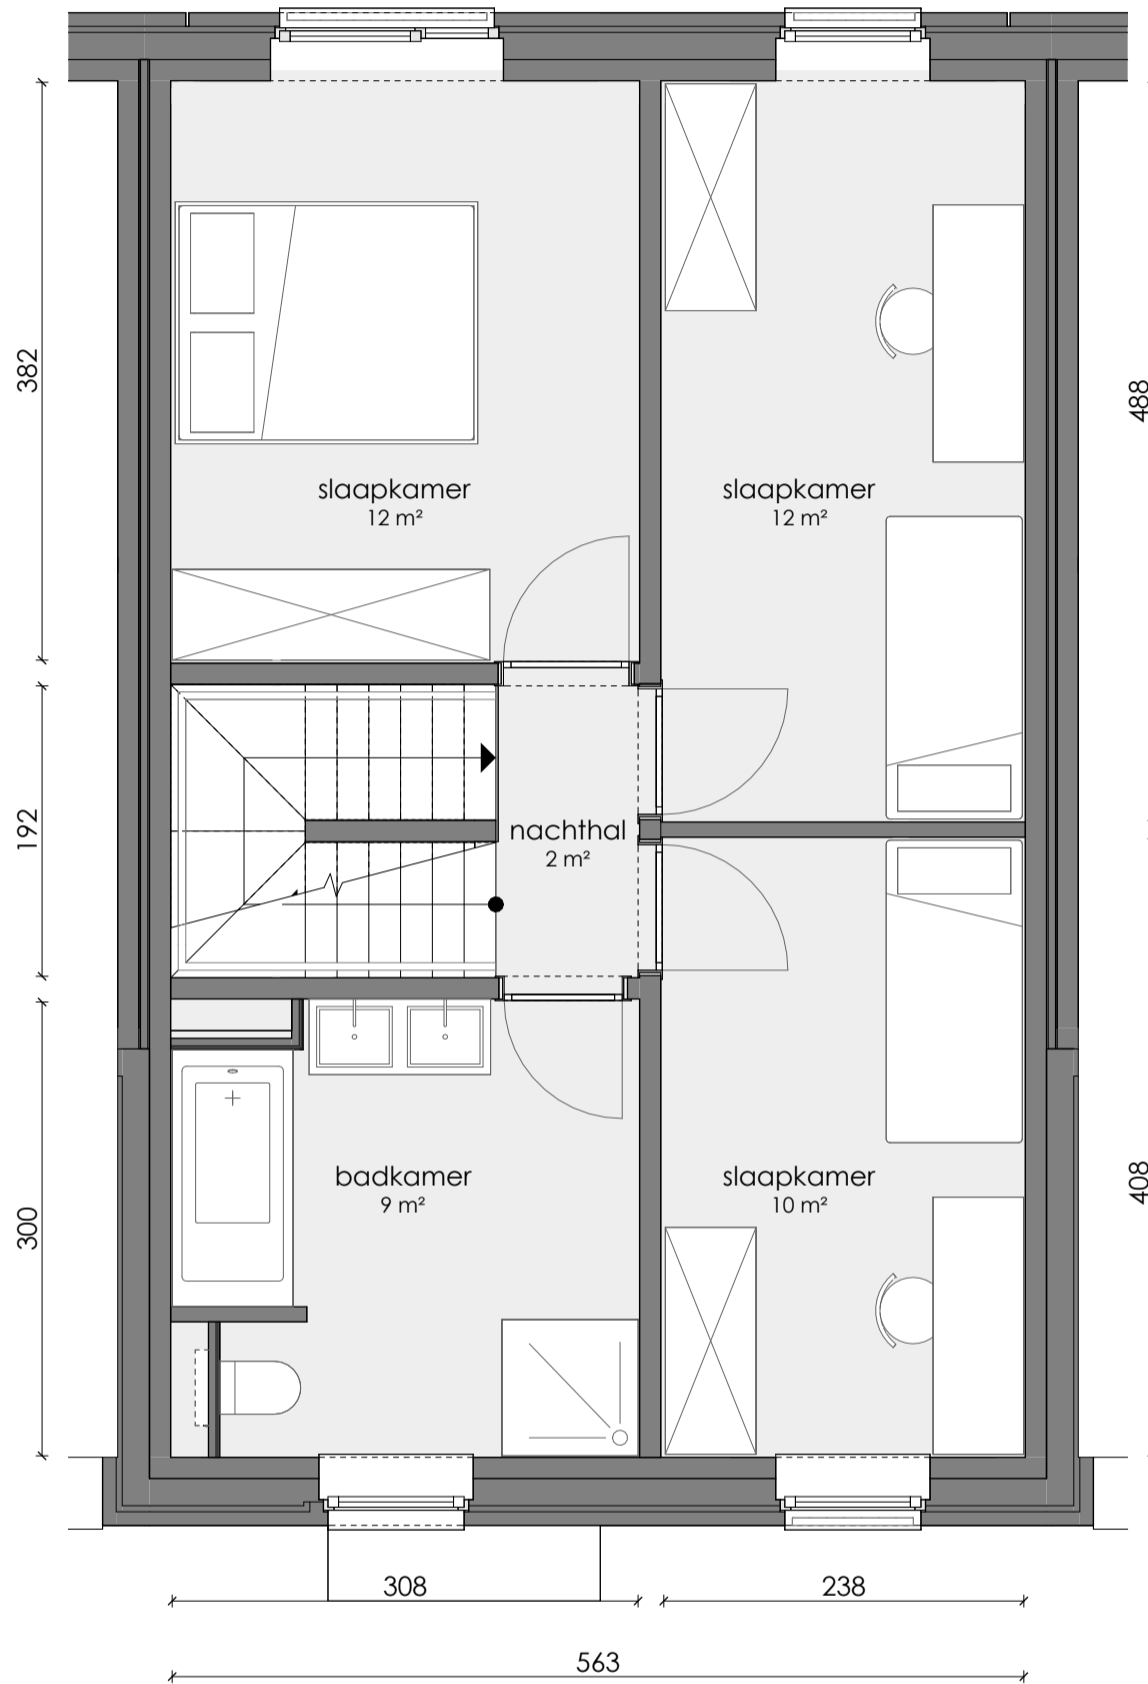 382
488
slaapkamer
12 m²
slaapkamer
12 m²
192
nachthal
2 m²
badkamer
9 m²
slaapkamer
10 m²
300
408
308
238
563